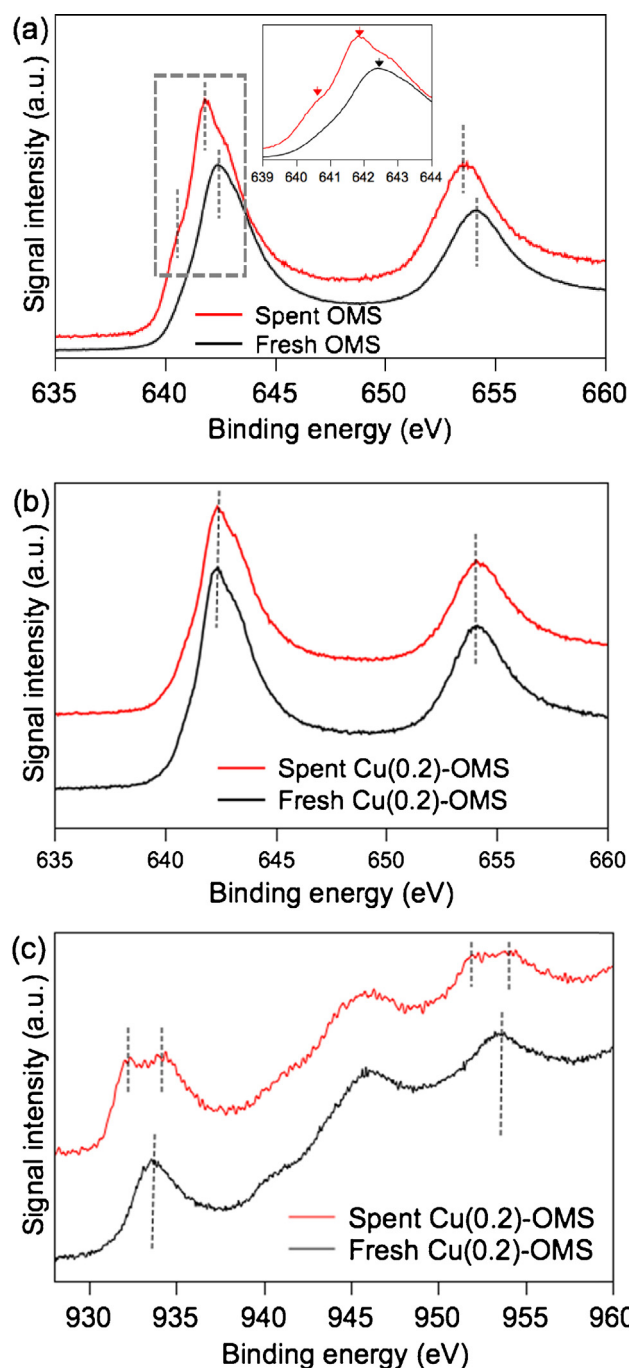 (a)
Signal intensity (a.u.)
639 640 641 642 643 644
Spent OMS
Fresh OMS
635 640 645 650 655 660
Binding energy (eV)
(b)
Signal intensity (a.u.)
Spent Cu(0.2)-OMS
Fresh Cu(0.2)-OMS
635 640 645 650 655 660
Binding energy (eV)
(c)
Signal intensity (a.u.)
Spent Cu(0.2)-OMS
Fresh Cu(0.2)-OMS
930 935 940 945 950 955 960
Binding energy (eV)